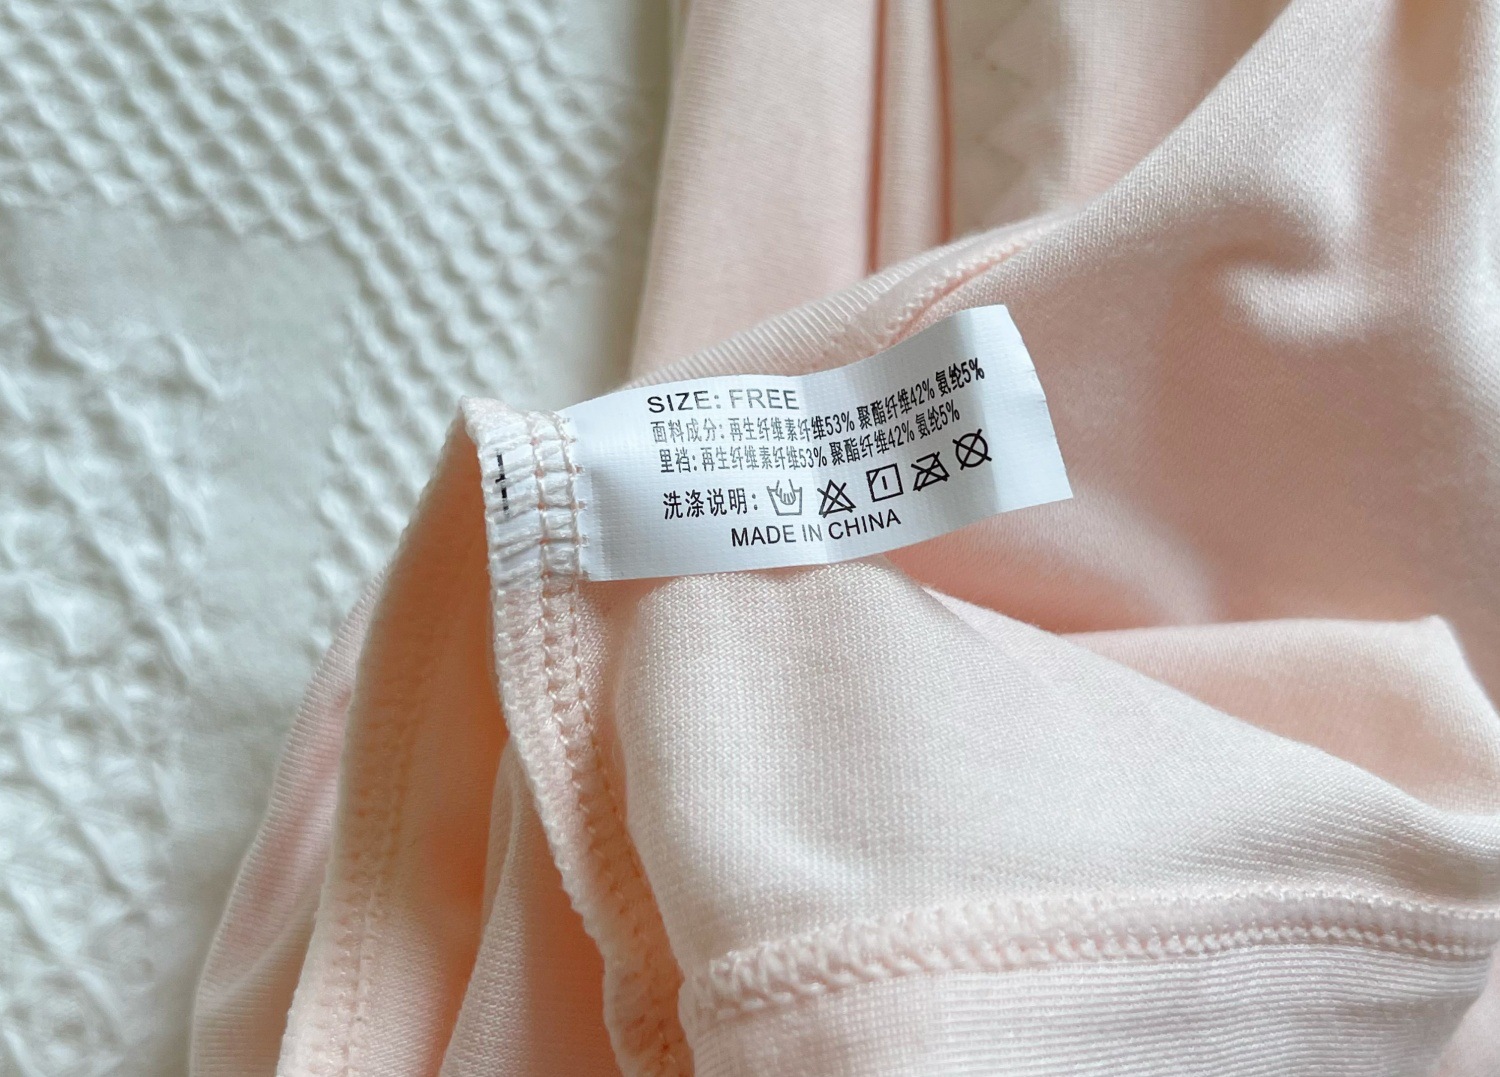 SIZE: FREE
面料成分: 再生纤维素纤维53% 聚酯纤维42% 氨纶5%
里裆: 再生纤维素纤维53% 聚酯纤维42% 氨纶5%
洗涤说明:
MADE IN CHINA